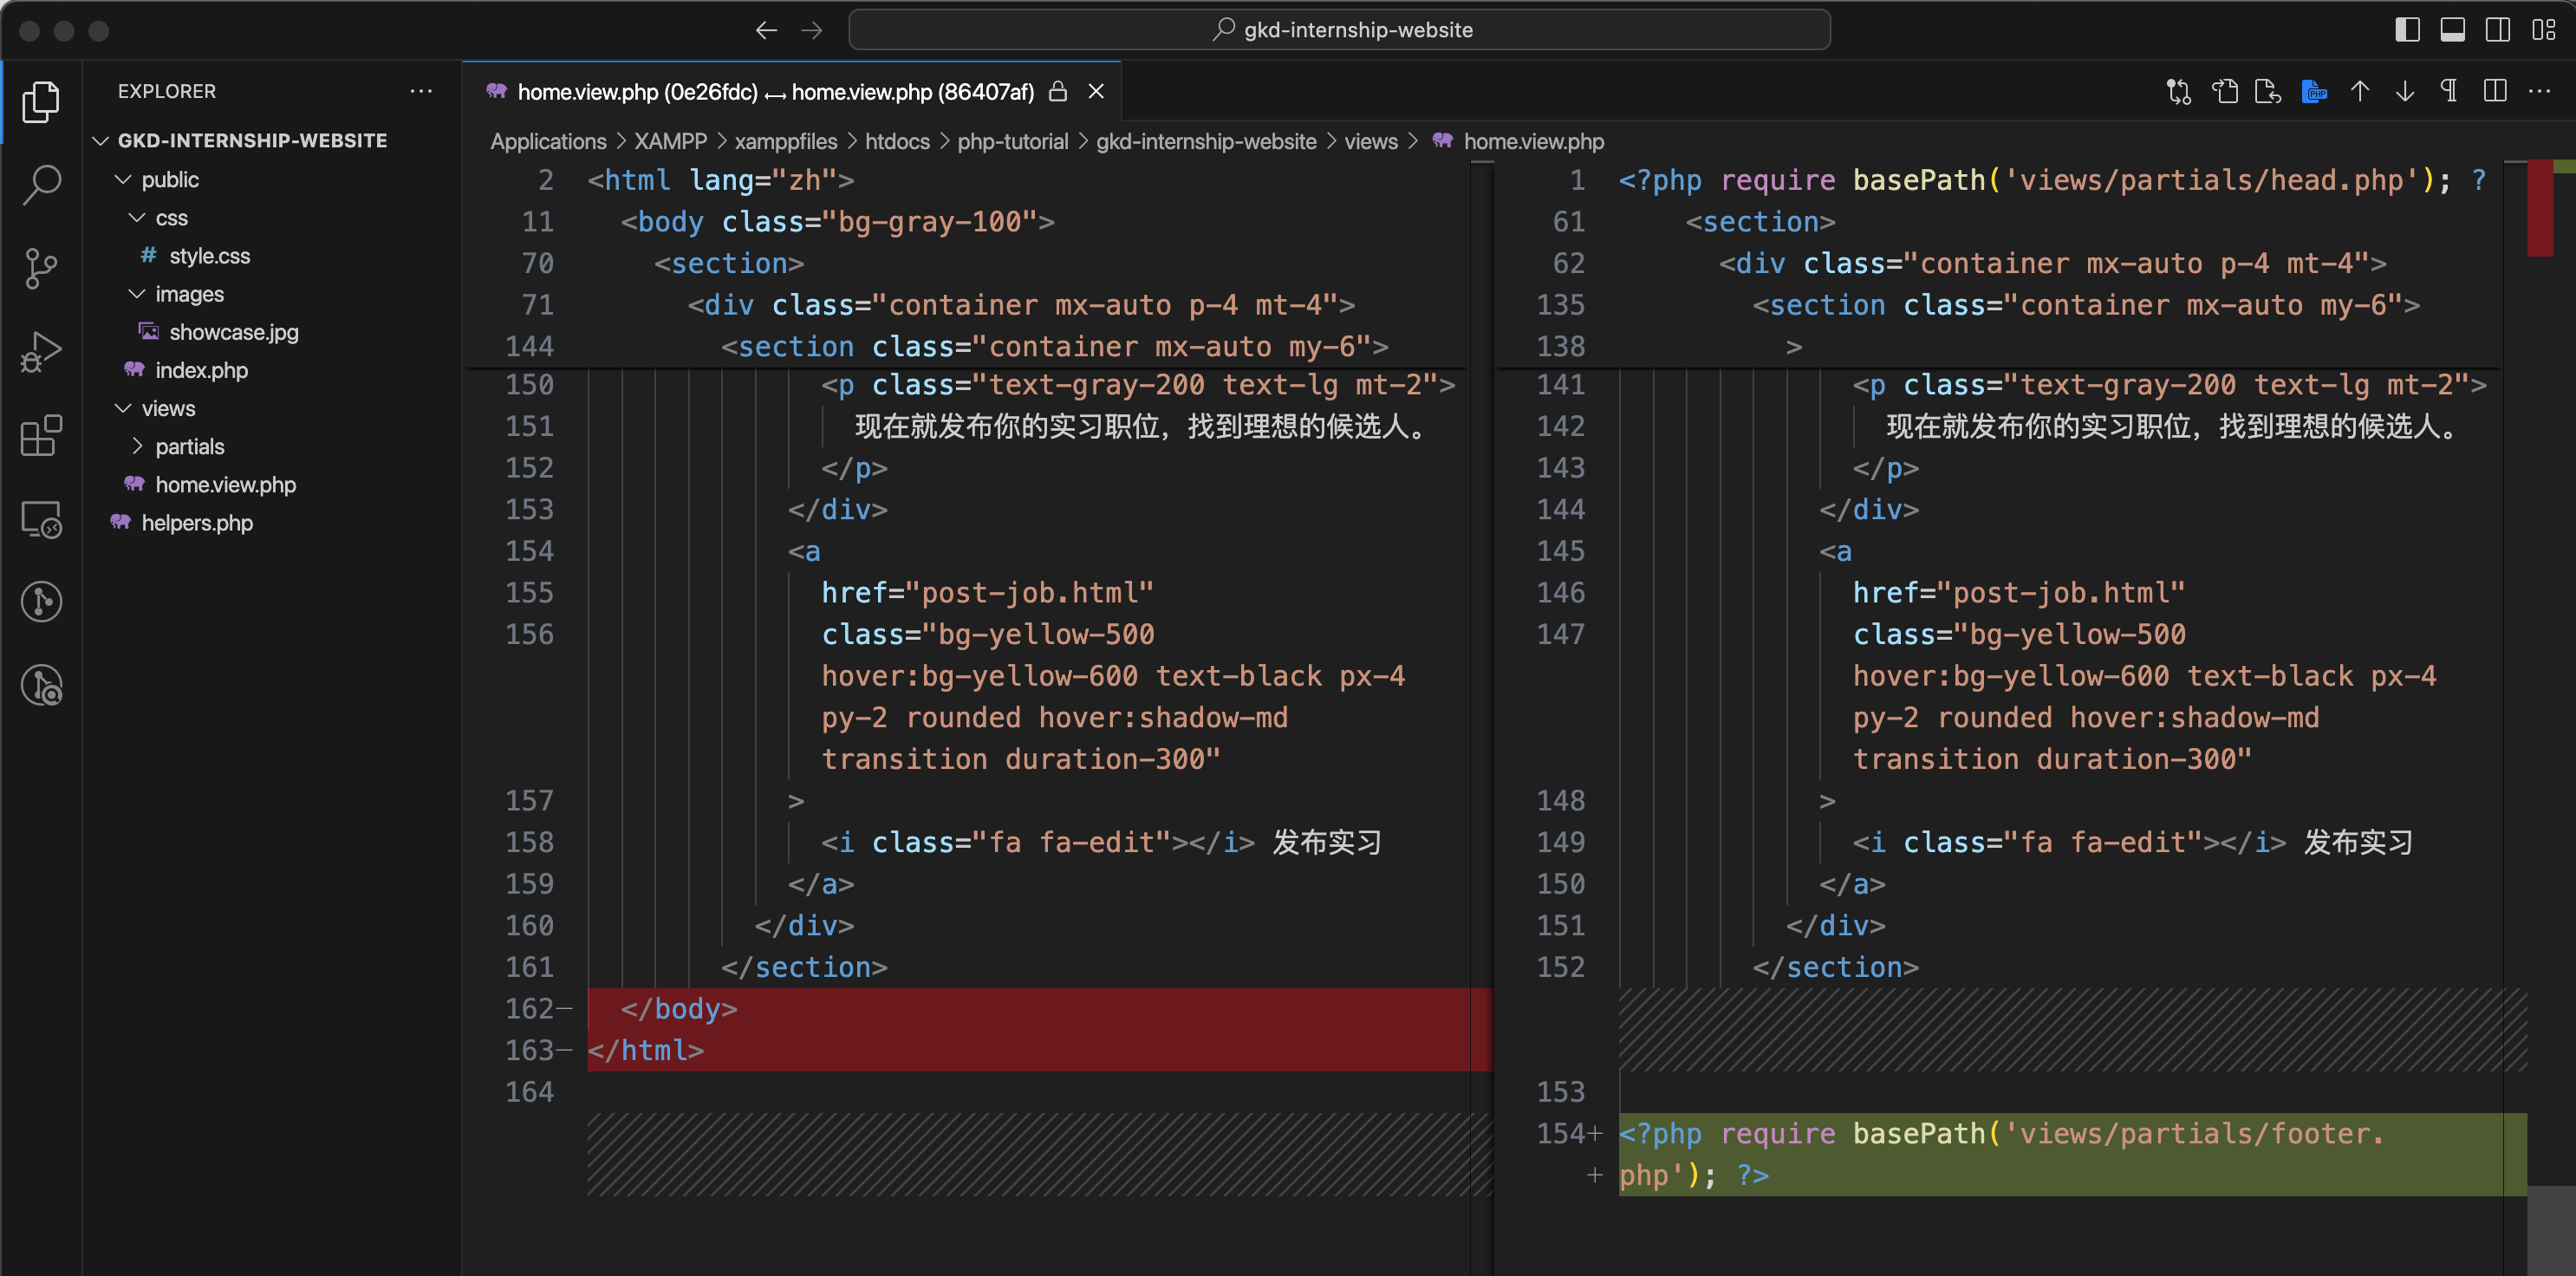 gkd-internship-website
EXPLORER
GKD-INTERNSHIP-WEBSITE
public
css
# style.css
images
showcase.jpg
index.php
views
partials
home.view.php
helpers.php
home.view.php (0e26fdc) ↔ home.view.php (86407af)
PHP
Applications > XAMPP > xamppfiles > htdocs > php-tutorial > gkd-internship-website > views > home.view.php
2 <html lang="zh">
11 <body class="bg-gray-100">
70 <section>
71 <div class="container mx-auto p-4 mt-4">
144 <section class="container mx-auto my-6">
150 <p class="text-gray-200 text-lg mt-2">
151 现在就发布你的实习职位，找到理想的候选人。
152 </p>
153 </div>
154 <a
155 href="post-job.html"
156 class="bg-yellow-500
hover:bg-yellow-600 text-black px-4
py-2 rounded hover:shadow-md
transition duration-300"
157 >
158 <i class="fa fa-edit"></i> 发布实习
159 </a>
160 </div>
161 </section>
162− </body>
163− </html>
164
1 <?php require basePath('views/partials/head.php'); ?
61 <section>
62 <div class="container mx-auto p-4 mt-4">
135 <section class="container mx-auto my-6">
138 >
141 <p class="text-gray-200 text-lg mt-2">
142 现在就发布你的实习职位，找到理想的候选人。
143 </p>
144 </div>
145 <a
146 href="post-job.html"
147 class="bg-yellow-500
hover:bg-yellow-600 text-black px-4
py-2 rounded hover:shadow-md
transition duration-300"
148 >
149 <i class="fa fa-edit"></i> 发布实习
150 </a>
151 </div>
152 </section>
153
154+ <?php require basePath('views/partials/footer.
+ php'); ?>